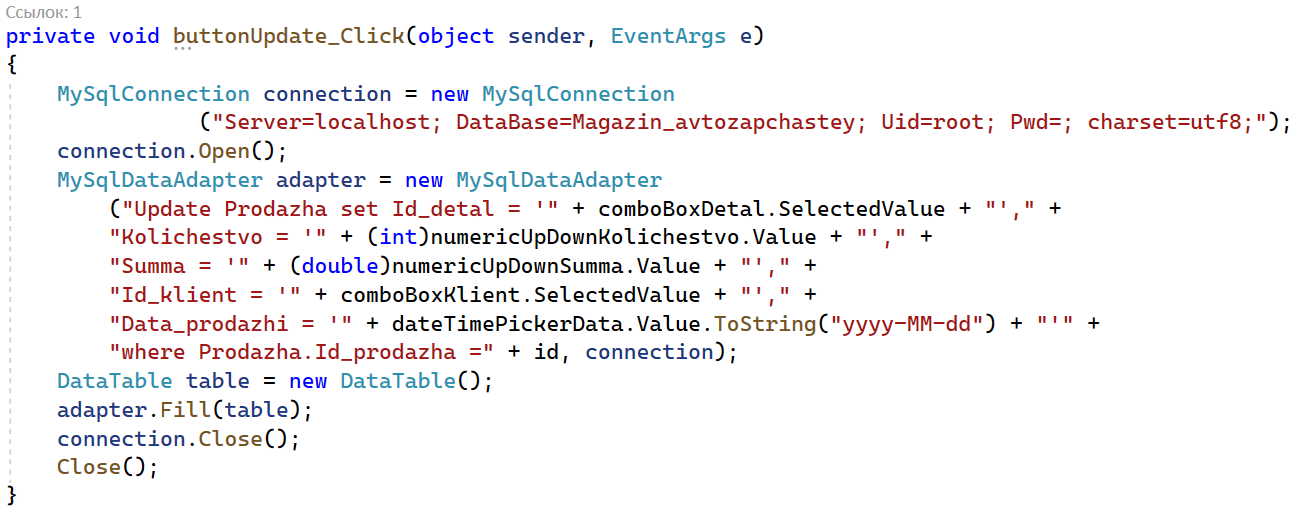 Ссылок: 1
private void buttonUpdate_Click(object sender, EventArgs e)
{
MySqlConnection connection = new MySqlConnection
("Server=localhost; DataBase=Magazin_avtozapchastey; Uid=root; Pwd=; charset=utf8;");
connection.Open();
MySqlDataAdapter adapter = new MySqlDataAdapter
("Update Prodazha set Id_detal = '" + comboBoxDetal.SelectedValue + "'," +
"Kolichestvo = '" + (int)numericUpDownKolichestvo.Value + "'," +
"Summa = '" + (double)numericUpDownSumma.Value + "'," +
"Id_klient = '" + comboBoxKlient.SelectedValue + "'," +
"Data_prodazhi = '" + dateTimePickerData.Value.ToString("yyyy-MM-dd") + "'" +
"where Prodazha.Id_prodazha =" + id, connection);
DataTable table = new DataTable();
adapter.Fill(table);
connection.Close();
Close();
}